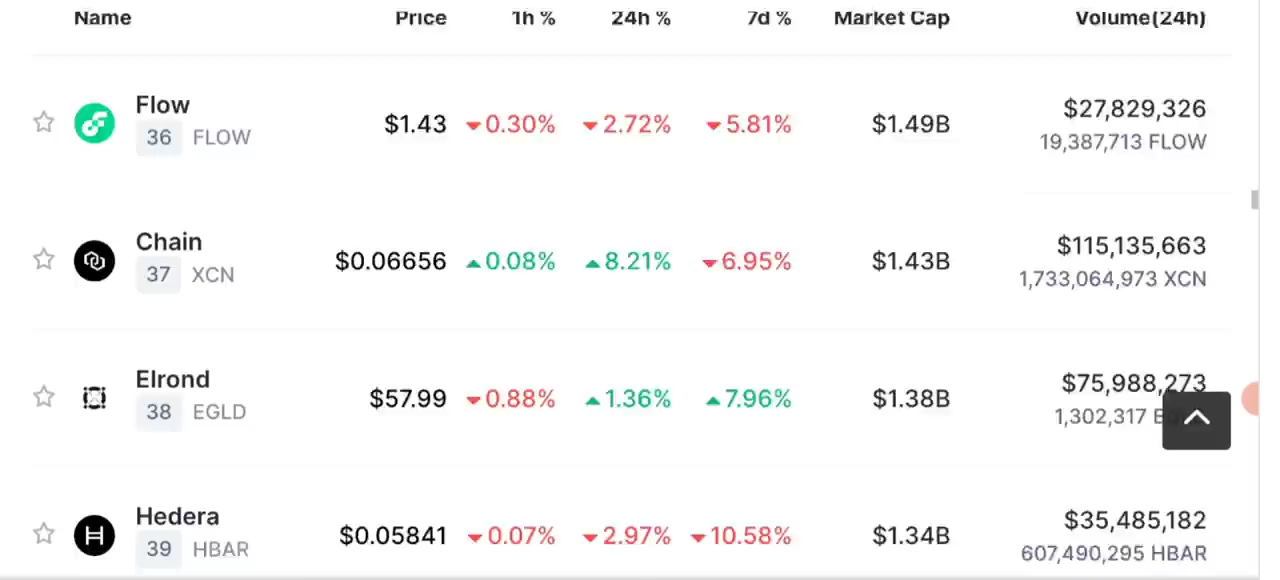 Name Price 1h % 24h % 7d % Market Cap Volume(24h)
Flow
36 FLOW
$1.43 0.30% 2.72% 5.81% $1.49B
$27,829,326
19,387,713 FLOW
Chain
37 XCN
$0.06656 0.08% 8.21% 6.95% $1.43B
$115,135,663
1,733,064,973 XCN
Elrond
38 EGLD
$57.99 0.88% 1.36% 7.96% $1.38B
$75,988,273
1,302,317
Hedera
39 HBAR
$0.05841 0.07% 2.97% 10.58% $1.34B
$35,485,182
607,490,295 HBAR